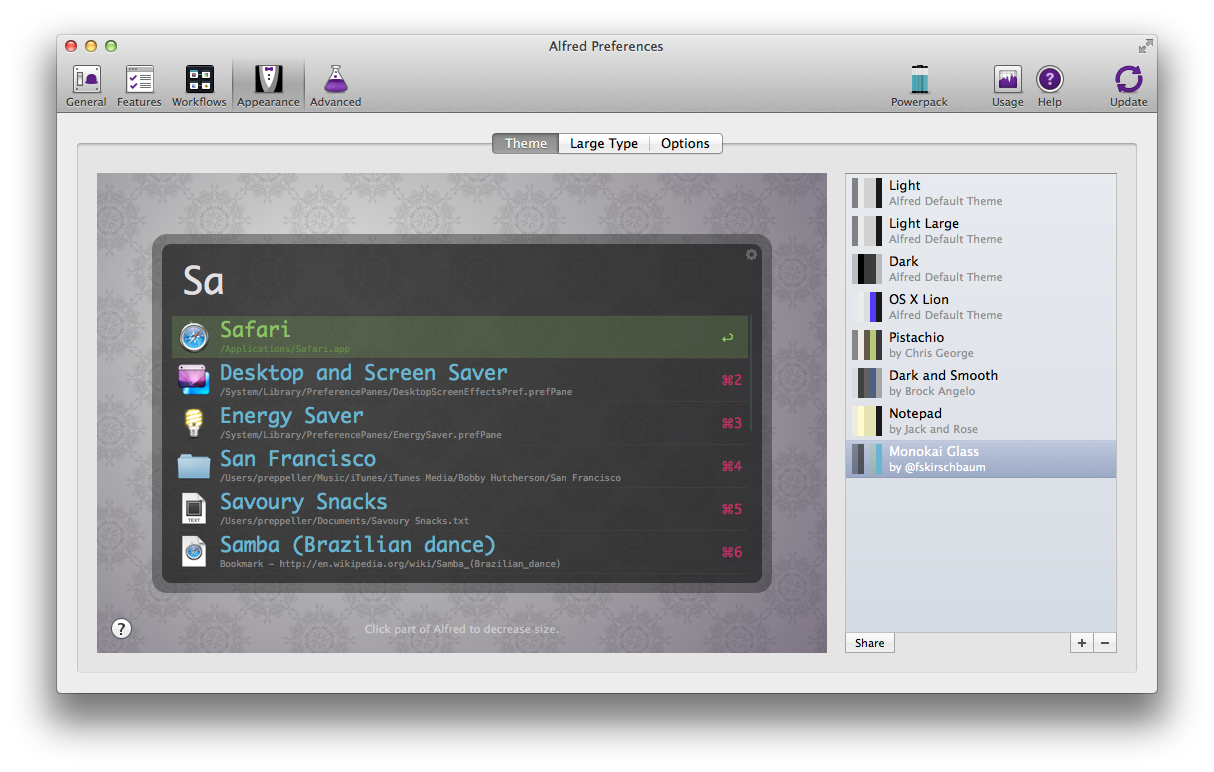 Alfred Preferences
General
Features
Workflows
Appearance
Advanced
Powerpack
Usage
Help
Update
Theme
Large Type
Options
Sa
Safari
/Applications/Safari.app
↩
Desktop and Screen Saver
/System/Library/PreferencePanes/DesktopScreenEffectsPref.prefPane
⌘2
Energy Saver
/System/Library/PreferencePanes/EnergySaver.prefPane
⌘3
San Francisco
/Users/preppeller/Music/iTunes/iTunes Media/Bobby Hutcherson/San Francisco
⌘4
TEXT
Savoury Snacks
/Users/preppeller/Documents/Savoury Snacks.txt
⌘5
Samba (Brazilian dance)
Bookmark - http://en.wikipedia.org/wiki/Samba_(Brazilian_dance)
⌘6
?
Click part of Alfred to decrease size.
Light
Alfred Default Theme
Light Large
Alfred Default Theme
Dark
Alfred Default Theme
OS X Lion
Alfred Default Theme
Pistachio
by Chris George
Dark and Smooth
by Brock Angelo
Notepad
by Jack and Rose
Monokai Glass
by @fskirschbaum
Share
+
−